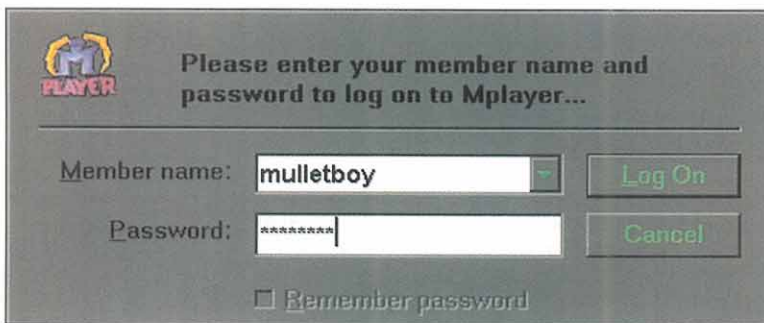 M
PLAYER
Please enter your member name and
password to log on to Mplayer...
Member name: mulletboy Log On
Password: ******** Cancel
Remember password